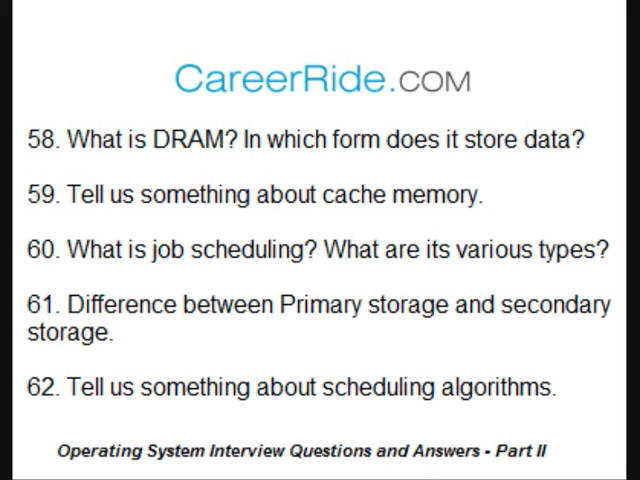 CareerRide.COM
58. What is DRAM? In which form does it store data?
59. Tell us something about cache memory.
60. What is job scheduling? What are its various types?
61. Difference between Primary storage and secondary
storage.
62. Tell us something about scheduling algorithms.
Operating System Interview Questions and Answers - Part II